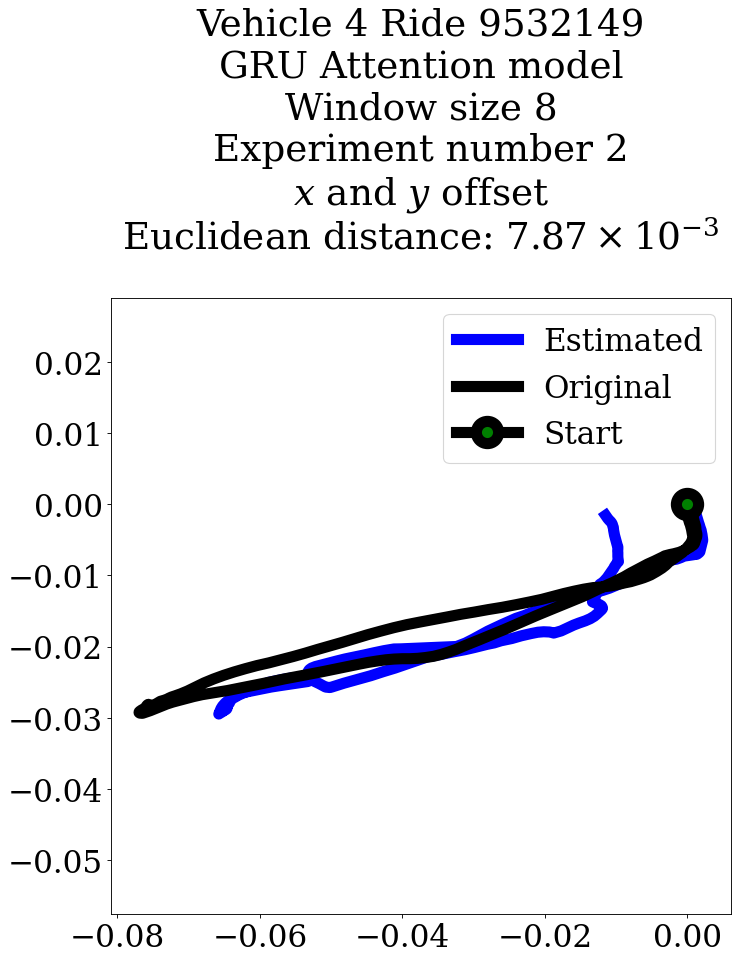 Vehicle 4 Ride 9532149
GRU Attention model
Window size 8
Experiment number 2
x and y offset
Euclidean distance: 7.87 × 10⁻³
Estimated
Original
Start
0.02
0.01
0.00
−0.01
−0.02
−0.03
−0.04
−0.05
−0.08 −0.06 −0.04 −0.02 0.00